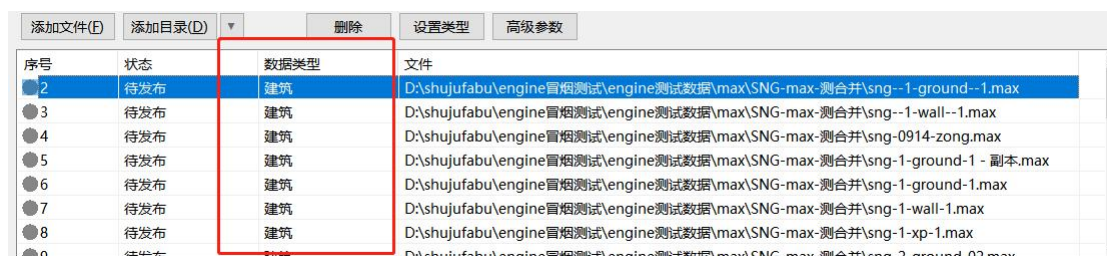 添加文件(F) 添加目录(D) ▼ 删除 设置类型 高级参数
序号 状态 数据类型 文件
2 待发布 建筑 D:\shujufabu\engine冒烟测试\engine测试数据\max\SNG-max-测合并\sng--1-ground--1.max
3 待发布 建筑 D:\shujufabu\engine冒烟测试\engine测试数据\max\SNG-max-测合并\sng--1-wall--1.max
4 待发布 建筑 D:\shujufabu\engine冒烟测试\engine测试数据\max\SNG-max-测合并\sng-0914-zong.max
5 待发布 建筑 D:\shujufabu\engine冒烟测试\engine测试数据\max\SNG-max-测合并\sng-1-ground-1 - 副本.max
6 待发布 建筑 D:\shujufabu\engine冒烟测试\engine测试数据\max\SNG-max-测合并\sng-1-ground-1.max
7 待发布 建筑 D:\shujufabu\engine冒烟测试\engine测试数据\max\SNG-max-测合并\sng-1-wall-1.max
8 待发布 建筑 D:\shujufabu\engine冒烟测试\engine测试数据\max\SNG-max-测合并\sng-1-xp-1.max